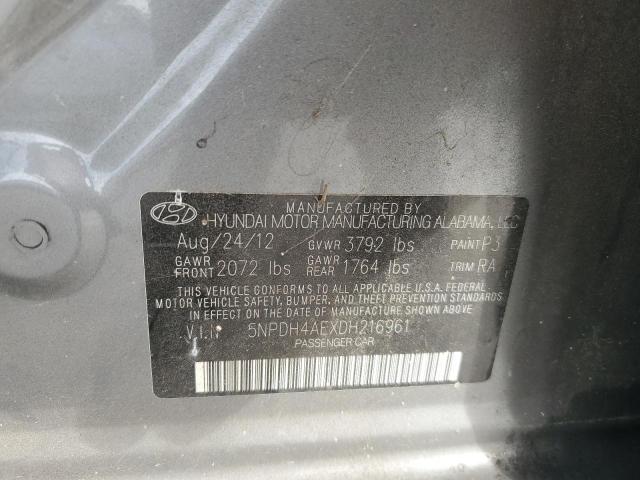 MANUFACTURED BY
HYUNDAI MOTOR MANUFACTURING ALABAMA, LLC
Aug/24/12 GVWR 3792 lbs PAINT P3
GAWR FRONT 2072 lbs GAWR REAR 1764 lbs TRIM RA
THIS VEHICLE CONFORMS TO ALL APPLICABLE U.S.A. FEDERAL
MOTOR VEHICLE SAFETY, BUMPER, AND THEFT PREVENTION STANDARDS
IN EFFECT ON THE DATE OF MANUFACTURE SHOWN ABOVE.
V.I.N 5NPDH4AEXDH216961
PASSENGER CAR